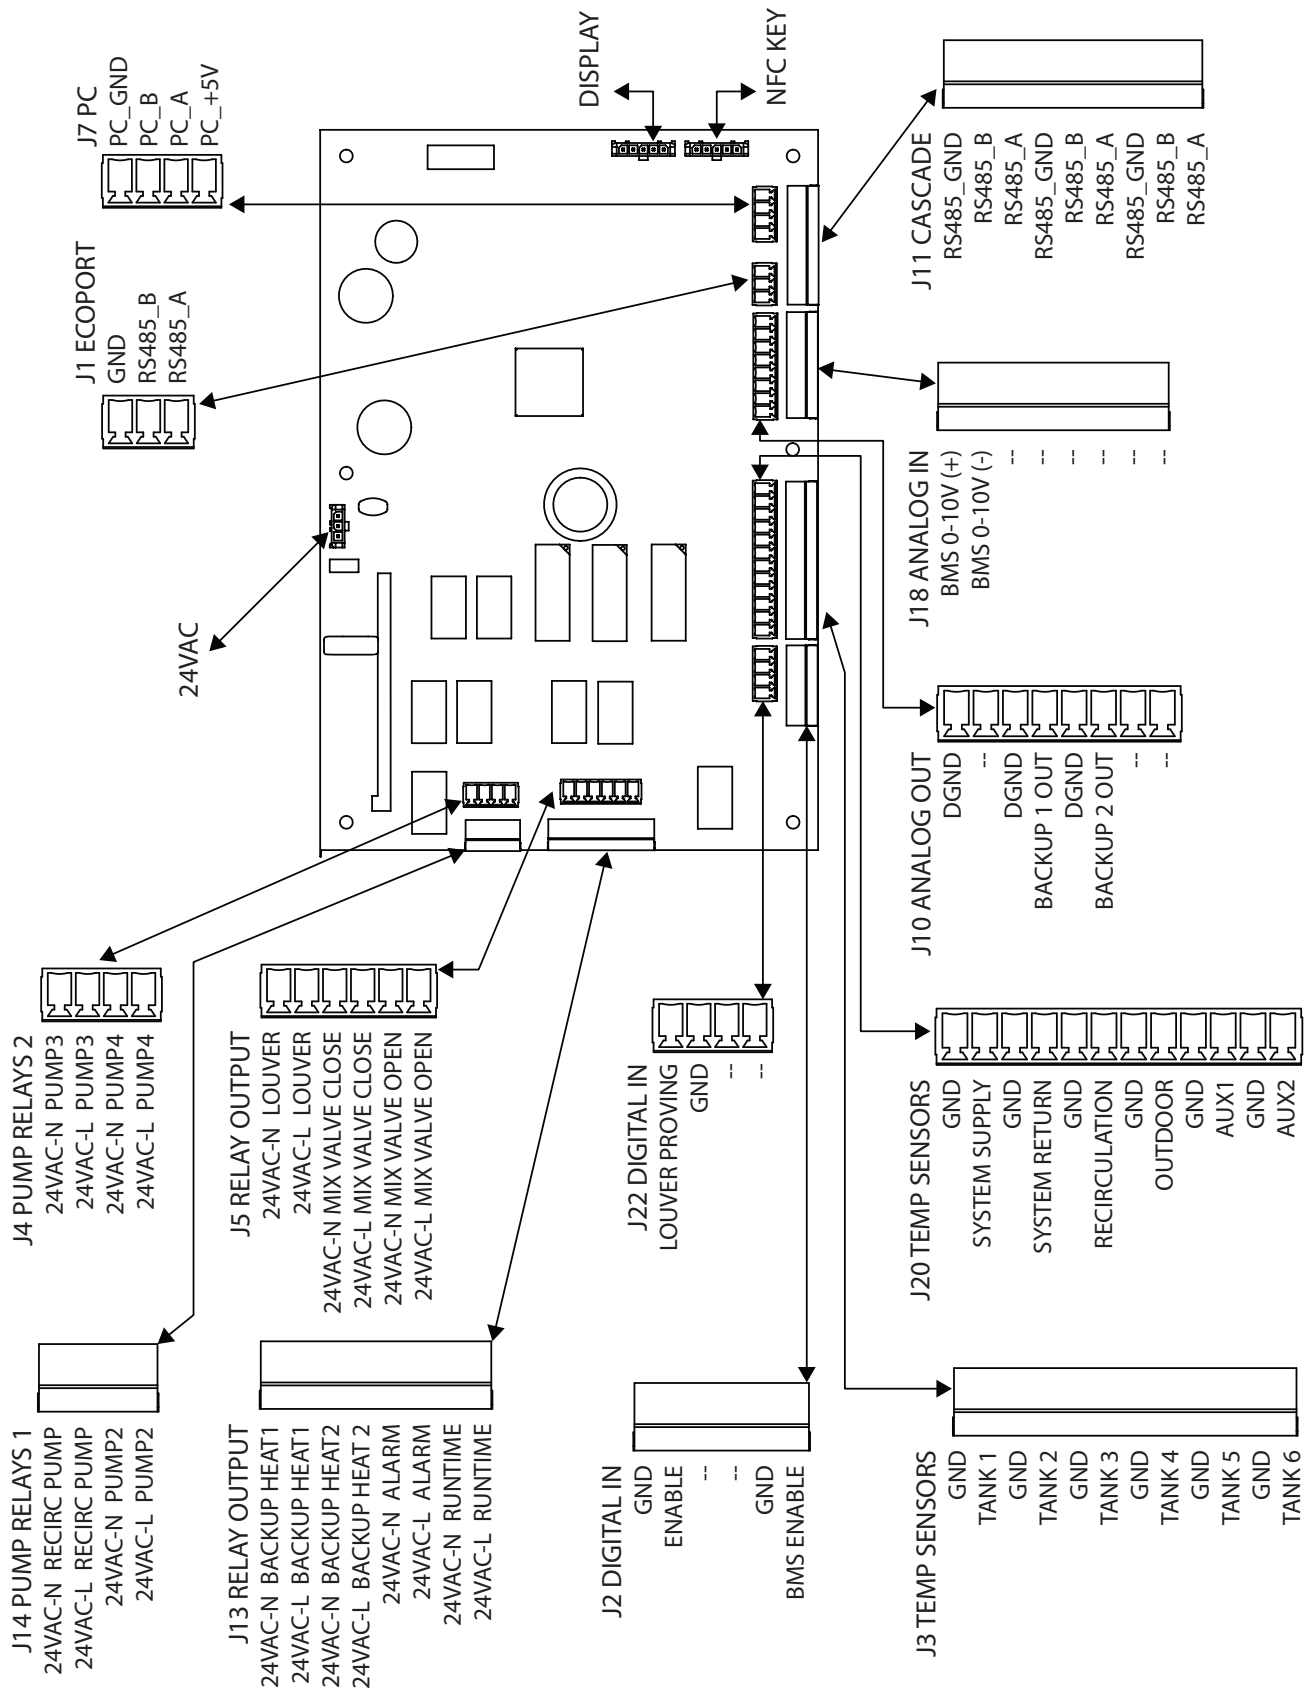 J14 PUMP RELAYS 1
24VAC-N RECIRC PUMP
24VAC-L RECIRC PUMP
24VAC-N PUMP2
24VAC-L PUMP2
J4 PUMP RELAYS 2
24VAC-N PUMP3
24VAC-L PUMP3
24VAC-N PUMP4
24VAC-L PUMP4
J13 RELAY OUTPUT
24VAC-N BACKUP HEAT1
24VAC-L BACKUP HEAT1
24VAC-N BACKUP HEAT2
24VAC-L BACKUP HEAT 2
24VAC-N ALARM
24VAC-L ALARM
24VAC-N RUNTIME
24VAC-L RUNTIME
J5 RELAY OUTPUT
24VAC-N LOUVER
24VAC-L LOUVER
24VAC-N MIX VALVE CLOSE
24VAC-L MIX VALVE CLOSE
24VAC-N MIX VALVE OPEN
24VAC-L MIX VALVE OPEN
24VAC
J1 ECOPORT
GND
RS485_B
RS485_A
J7 PC
PC_GND
PC_B
PC_A
PC_+5V
DISPLAY
NFC KEY
J2 DIGITAL IN
GND
ENABLE
--
--
GND
BMS ENABLE
J22 DIGITAL IN
LOUVER PROVING
GND
--
--
J3 TEMP SENSORS
GND
TANK 1
GND
TANK 2
GND
TANK 3
GND
TANK 4
GND
TANK 5
GND
TANK 6
J20 TEMP SENSORS
GND
SYSTEM SUPPLY
GND
SYSTEM RETURN
GND
RECIRCULATION
GND
OUTDOOR
GND
AUX1
GND
AUX2
J10 ANALOG OUT
DGND
--
DGND
BACKUP 1 OUT
DGND
BACKUP 2 OUT
--
--
J18 ANALOG IN
BMS 0-10V (+)
BMS 0-10V (-)
--
--
--
--
--
--
J11 CASCADE
RS485_GND
RS485_B
RS485_A
RS485_GND
RS485_B
RS485_A
RS485_GND
RS485_B
RS485_A